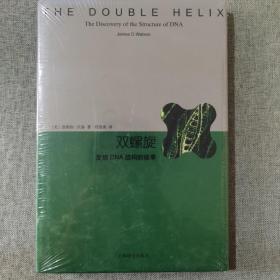 THE DOUBLE HELIX
The Discovery of the Structure of DNA
James D.Watson
双螺旋
发现DNA结构的故事